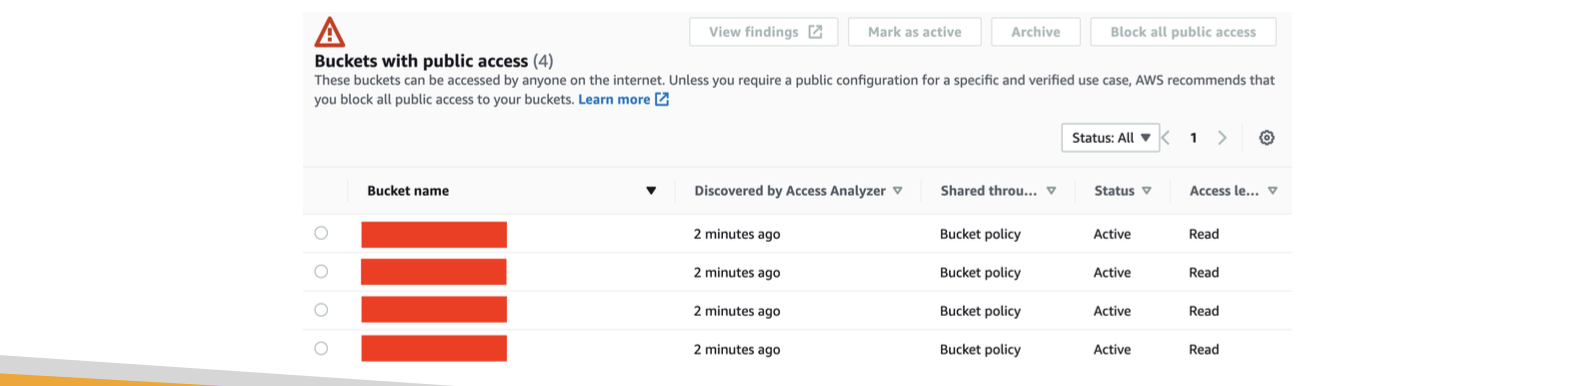 View findings
Mark as active
Archive
Block all public access
Buckets with public access (4)
These buckets can be accessed by anyone on the internet. Unless you require a public configuration for a specific and verified use case, AWS recommends that
you block all public access to your buckets. Learn more
Status: All
1
Bucket name Discovered by Access Analyzer Shared throu... Status Access le...
2 minutes ago Bucket policy Active Read
2 minutes ago Bucket policy Active Read
2 minutes ago Bucket policy Active Read
2 minutes ago Bucket policy Active Read